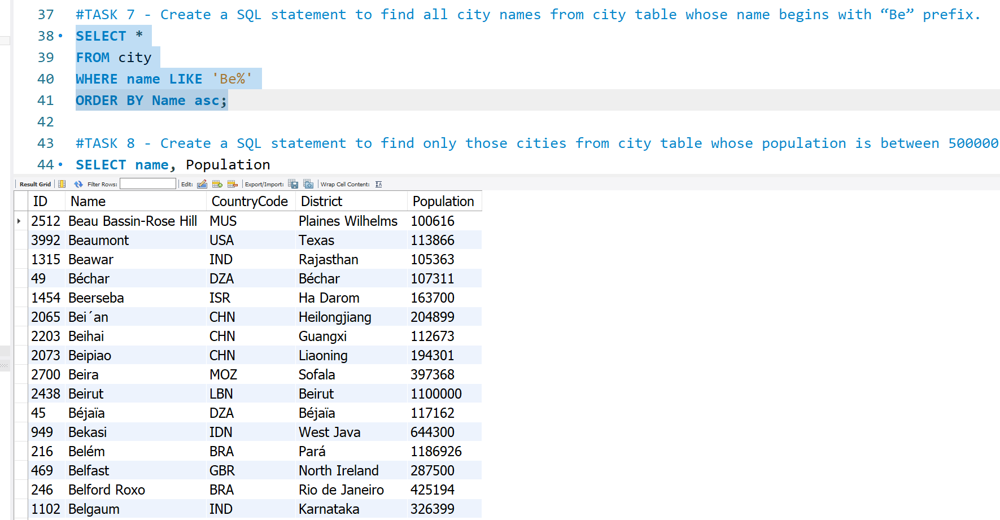 37 #TASK 7 - Create a SQL statement to find all city names from city table whose name begins with “Be” prefix.
38 SELECT *
39 FROM city
40 WHERE name LIKE 'Be%'
41 ORDER BY Name asc;
42
43 #TASK 8 - Create a SQL statement to find only those cities from city table whose population is between 500000
44 SELECT name, Population
Result Grid Filter Rows: Edit: Export/Import: Wrap Cell Content:
ID Name CountryCode District Population
2512 Beau Bassin-Rose Hill MUS Plaines Wilhelms 100616
3992 Beaumont USA Texas 113866
1315 Beawar IND Rajasthan 105363
49 Béchar DZA Béchar 107311
1454 Beerseba ISR Ha Darom 163700
2065 Bei´an CHN Heilongjiang 204899
2203 Beihai CHN Guangxi 112673
2073 Beipiao CHN Liaoning 194301
2700 Beira MOZ Sofala 397368
2438 Beirut LBN Beirut 1100000
45 Béjaïa DZA Béjaïa 117162
949 Bekasi IDN West Java 644300
216 Belém BRA Pará 1186926
469 Belfast GBR North Ireland 287500
246 Belford Roxo BRA Rio de Janeiro 425194
1102 Belgaum IND Karnataka 326399